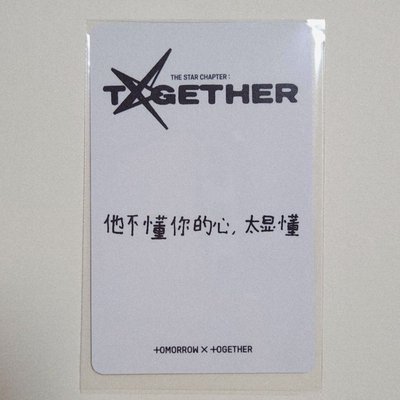 THE STAR CHAPTER :
TOGETHER
他不懂你的心，太显懂
TOMORROW X TOGETHER